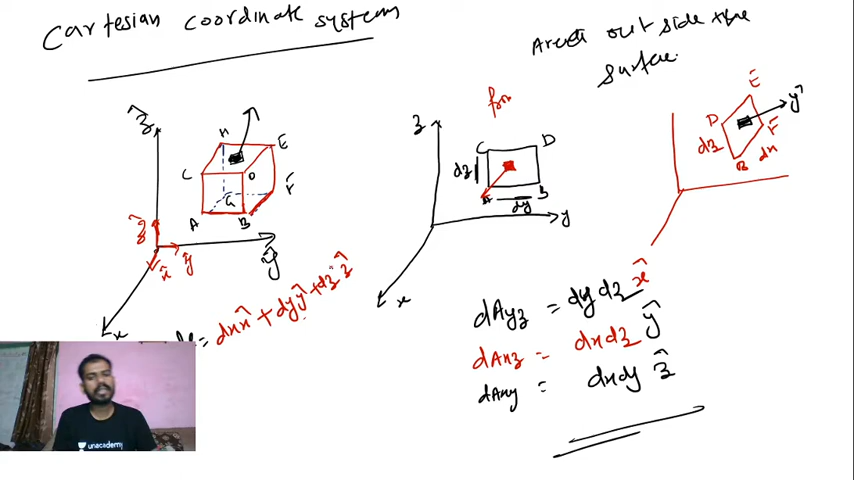 Cartesian coordinate system
Area out side the
surface.
ẑ
H
E
C
D
F
G
A
B
ẑ
ŷ
x̂
ŷ
x
= dx x̂ + dy ŷ + dz ẑ
z
C
D
dz
A
B
dy
y
x
E
ŷ
D
F
dz
dx
B
dAyz = dy dz x̂
dAxz = dx dz ŷ
dAxy = dx dy ẑ
unacademy